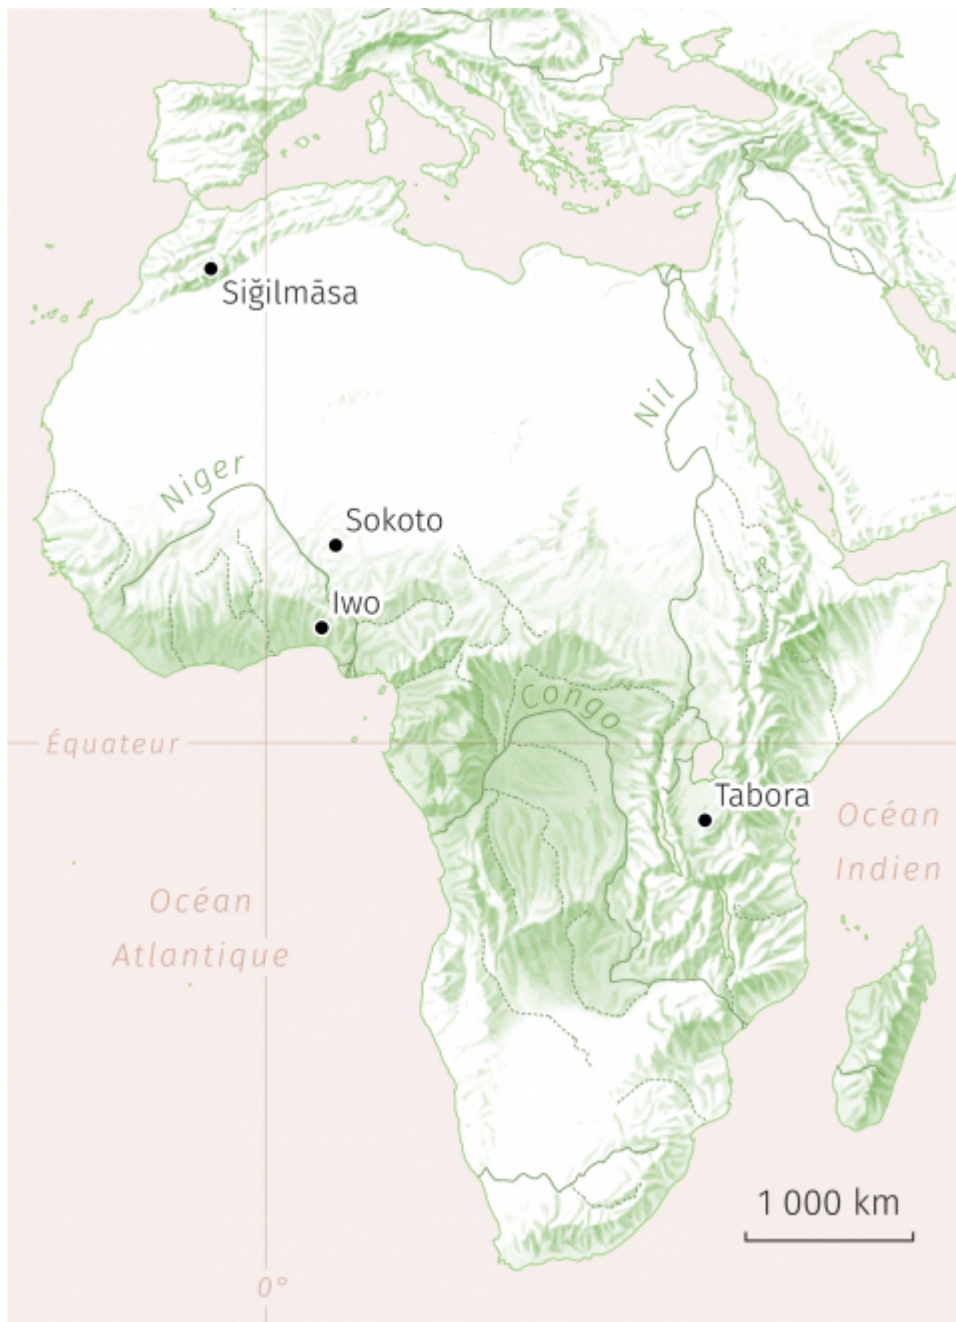 Siğilmāsa
Nil
Niger
Sokoto
Iwo
Congo
Équateur
Tabora
Océan
Indien
Océan
Atlantique
1 000 km
0°